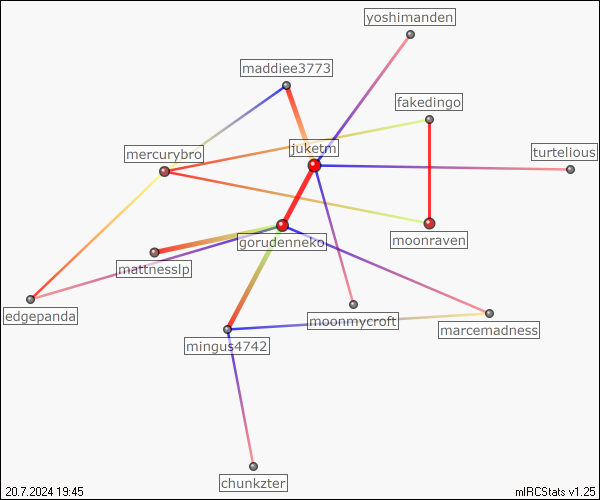 yoshimanden
maddiee3773
fakedingo
juketm
mercurybro
turtelious
gorudenneko
moonraven
mattnesslp
edgepanda
moonmycroft
marcemadness
mingus4742
chunkzter
20.7.2024 19:45
mIRCStats v1.25